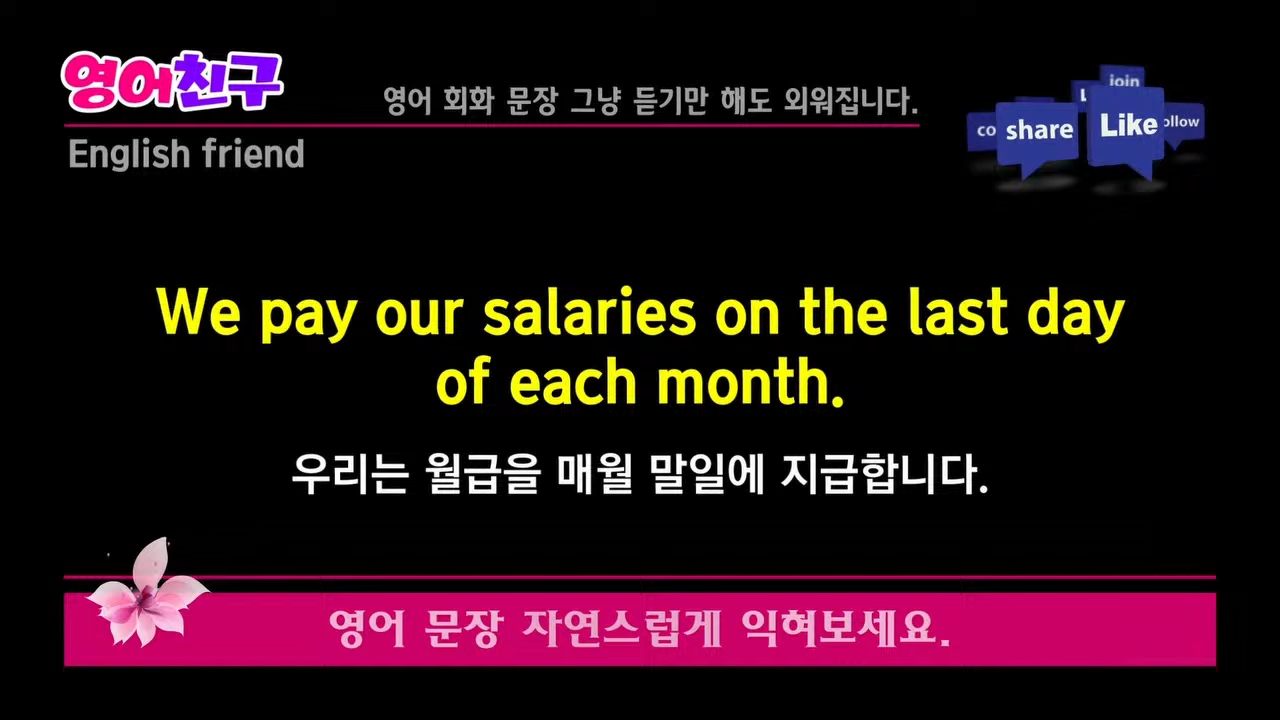 영어친구
영어 회화 문장 그냥 듣기만 해도 외워집니다.
English friend
join
share
Like
We pay our salaries on the last day
of each month.
우리는 월급을 매월 말일에 지급합니다.
영어 문장 자연스럽게 익혀보세요.